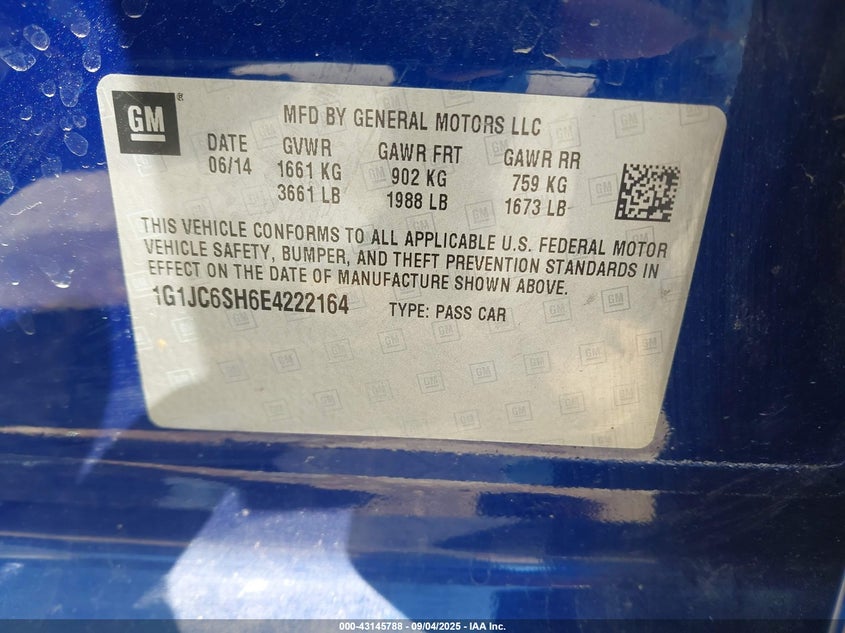 GM
MFD BY GENERAL MOTORS LLC
DATE GVWR GAWR FRT GAWR RR
06/14 1661 KG 902 KG 759 KG
3661 LB 1988 LB 1673 LB
THIS VEHICLE CONFORMS TO ALL APPLICABLE U.S. FEDERAL MOTOR
VEHICLE SAFETY, BUMPER, AND THEFT PREVENTION STANDARDS IN
EFFECT ON THE DATE OF MANUFACTURE SHOWN ABOVE.
1G1JC6SH6E4222164 TYPE: PASS CAR
000-43145788 - 09/04/2025 - IAA Inc.